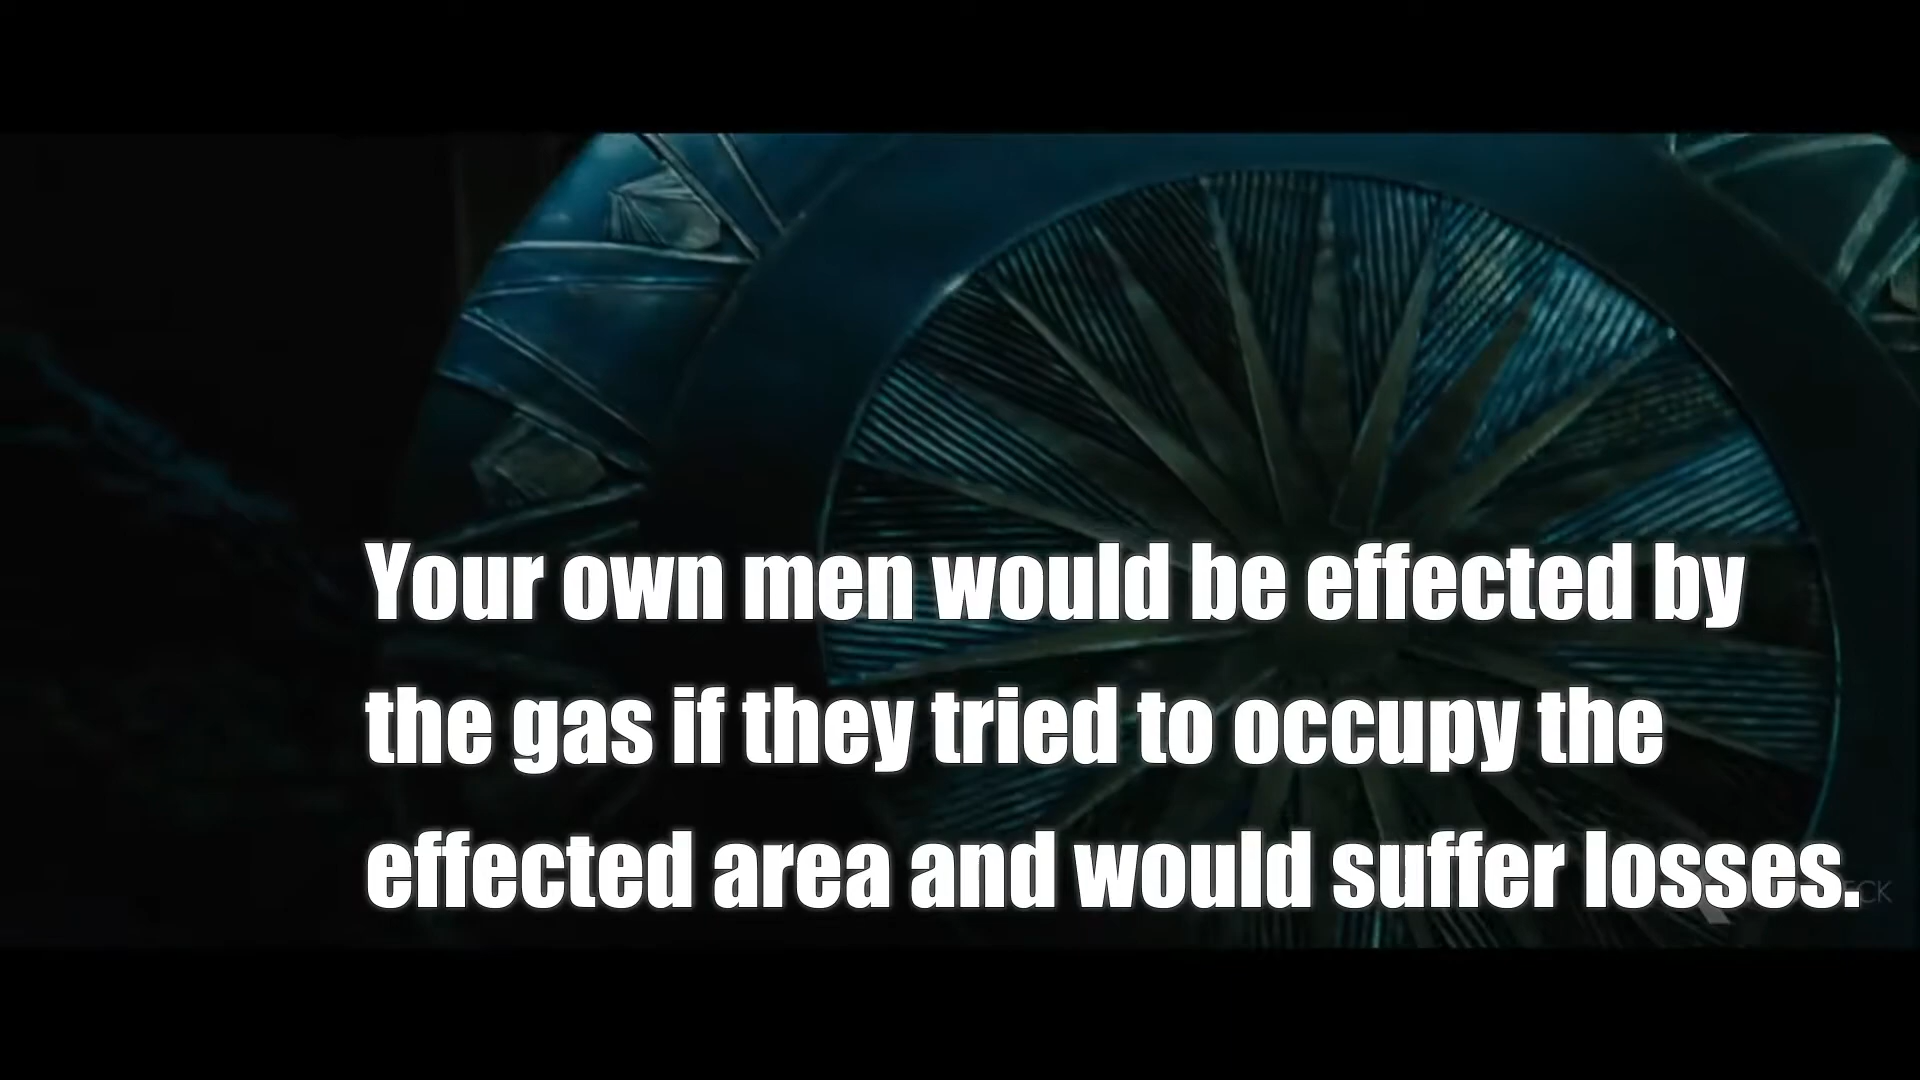 Your own men would be effected by
the gas if they tried to occupy the
effected area and would suffer losses.